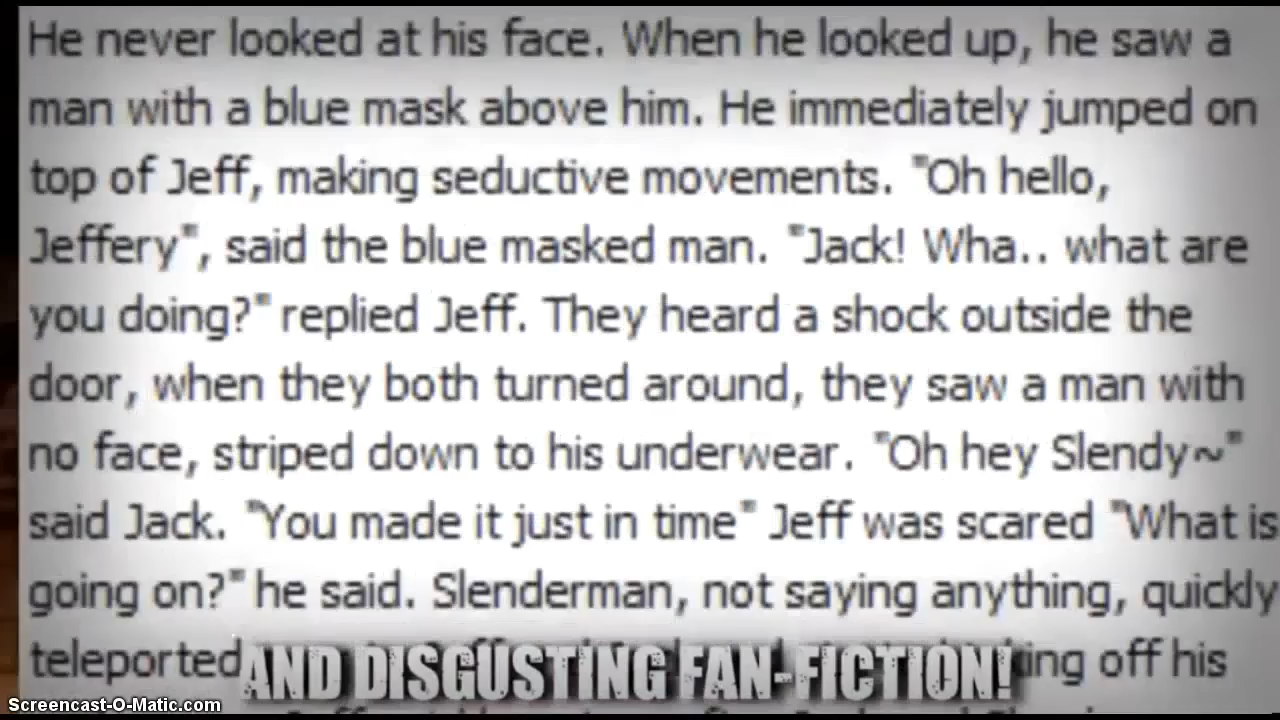 He never looked at his face. When he looked up, he saw a
man with a blue mask above him. He immediately jumped on
top of Jeff, making seductive movements. "Oh hello,
Jeffery", said the blue masked man. "Jack! Wha.. what are
you doing?" replied Jeff. They heard a shock outside the
door, when they both turned around, they saw a man with
no face, striped down to his underwear. "Oh hey Slendy~"
said Jack. "You made it just in time" Jeff was scared "What is
going on?" he said. Slenderman, not saying anything, quickly
teleported off his
AND DISGUSTING FAN-FICTION!
Screencast-O-Matic.com